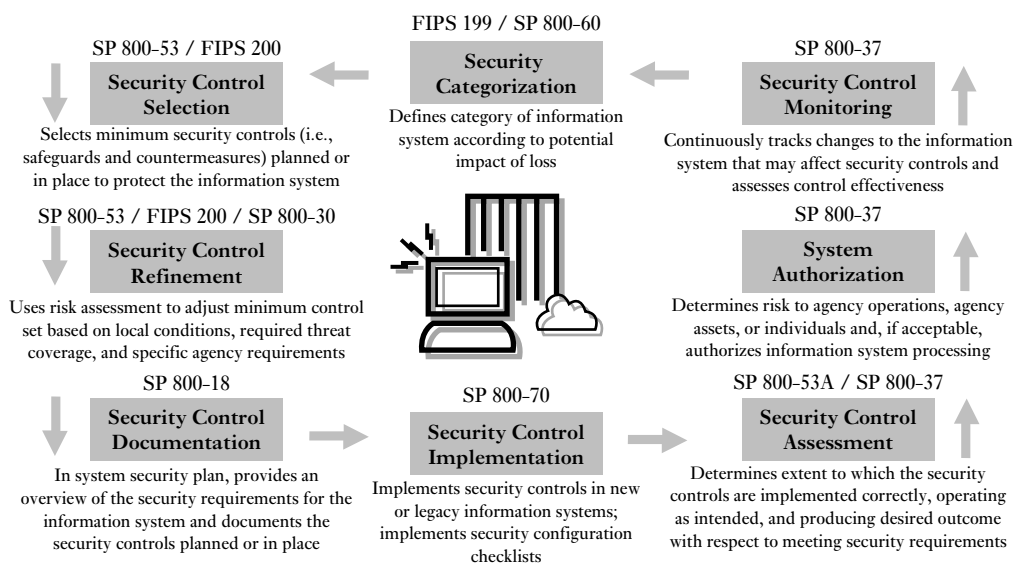 FIPS 199 / SP 800-60
Security
Categorization
Defines category of information
system according to potential
impact of loss
SP 800-53 / FIPS 200
Security Control
Selection
Selects minimum security controls (i.e.,
safeguards and countermeasures) planned or
in place to protect the information system
SP 800-53 / FIPS 200 / SP 800-30
Security Control
Refinement
Uses risk assessment to adjust minimum control
set based on local conditions, required threat
coverage, and specific agency requirements
SP 800-18
Security Control
Documentation
In system security plan, provides an
overview of the security requirements for the
information system and documents the
security controls planned or in place
SP 800-70
Security Control
Implementation
Implements security controls in new
or legacy information systems;
implements security configuration
checklists
SP 800-53A / SP 800-37
Security Control
Assessment
Determines extent to which the security
controls are implemented correctly, operating
as intended, and producing desired outcome
with respect to meeting security requirements
SP 800-37
System
Authorization
Determines risk to agency operations, agency
assets, or individuals and, if acceptable,
authorizes information system processing
SP 800-37
Security Control
Monitoring
Continuously tracks changes to the information
system that may affect security controls and
assesses control effectiveness